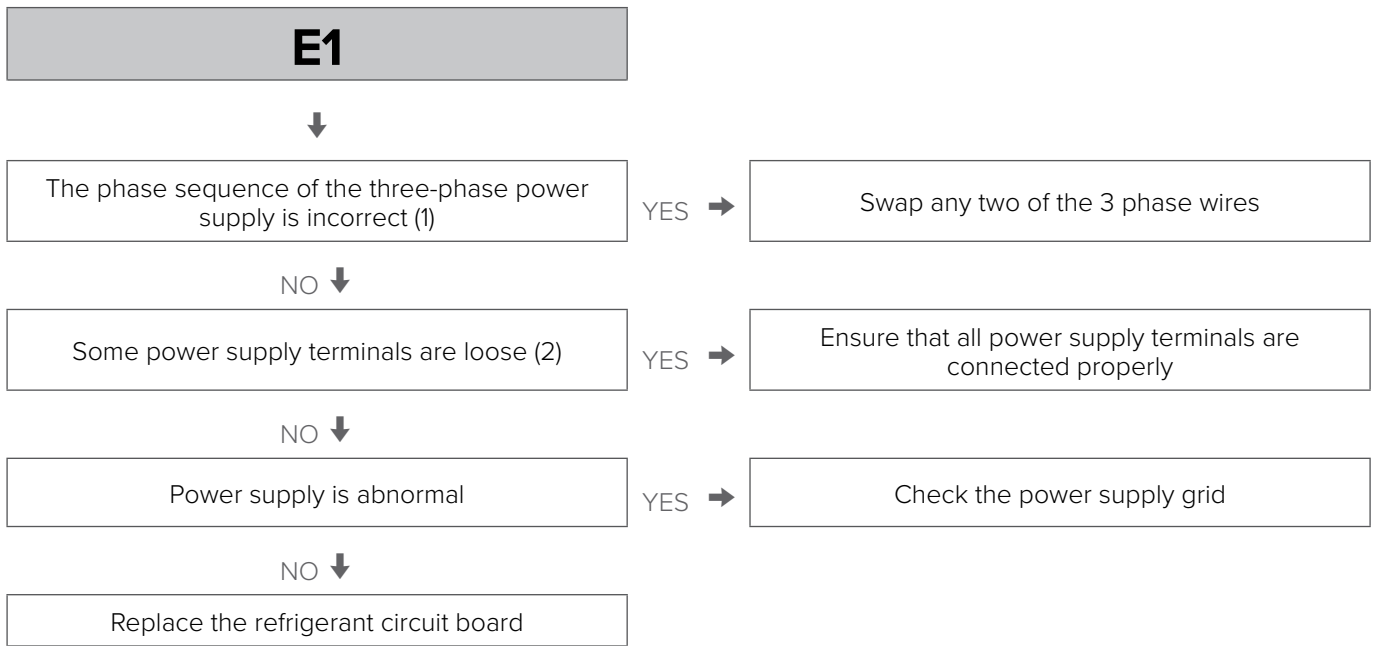 E1
The phase sequence of the three-phase power
supply is incorrect (1)
YES
Swap any two of the 3 phase wires
NO
Some power supply terminals are loose (2)
YES
Ensure that all power supply terminals are
connected properly
NO
Power supply is abnormal
YES
Check the power supply grid
NO
Replace the refrigerant circuit board